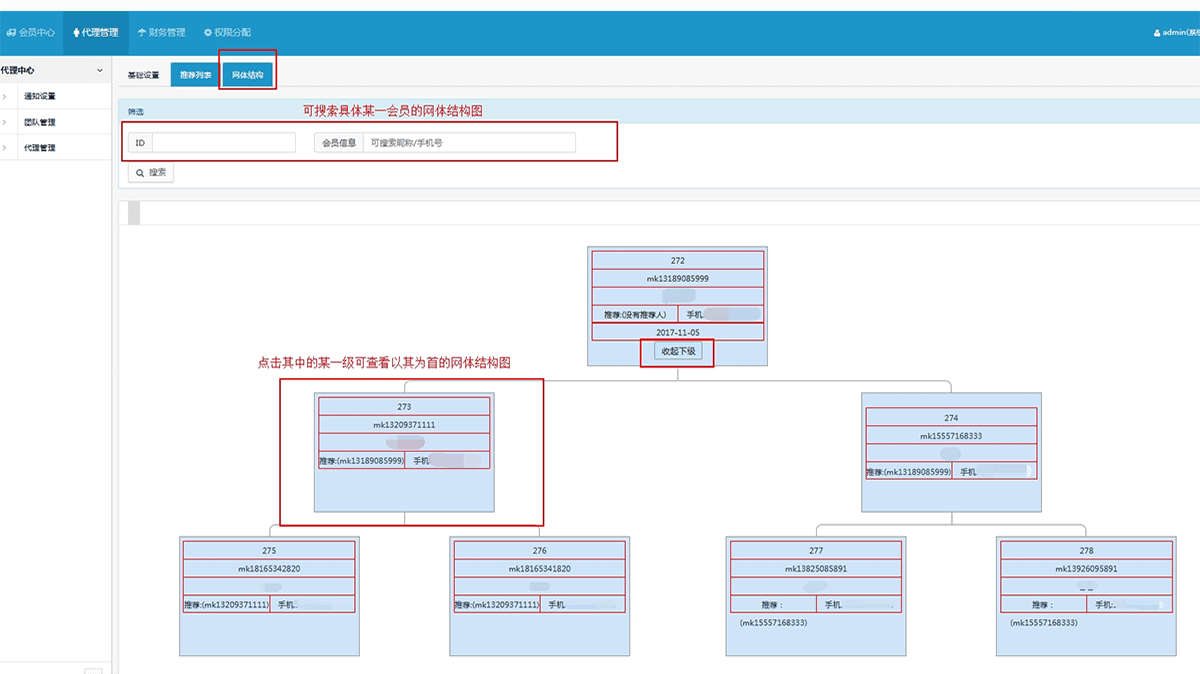 会员中心 代理管理 财务管理 权限分配 admin(系
代理中心 基础设置 推荐列表 网体结构
通知设置
团队管理
代理管理
筛选 可搜索具体某一会员的网体结构图
ID 会员信息 可搜索昵称/手机号
搜索
272
mk13189085999
推荐:(没有推荐人) 手机:
2017-11-05
收起下级
点击其中的某一级可查看以其为首的网体结构图
273
mk13209371111
推荐:(mk13189085999) 手机
274
mk15557168333
推荐:(mk13189085999) 手机
275
mk18165342820
推荐:(mk13209371111) 手机
276
mk18165341820
推荐:(mk13209371111) 手机
277
mk13825085891
推荐: 手机
(mk15557168333)
278
mk13926095891
推荐: 手机:
(mk15557168333)